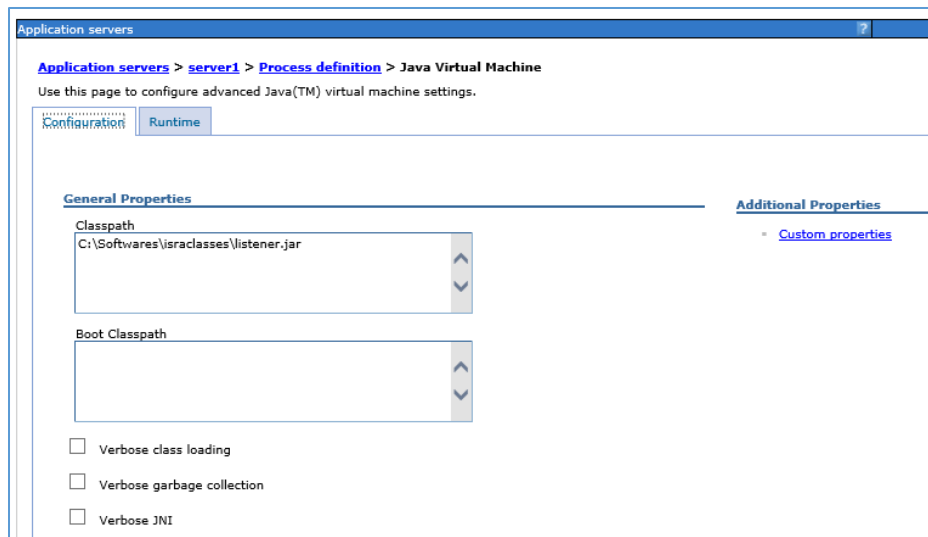 Application servers ?
Application servers > server1 > Process definition > Java Virtual Machine
Use this page to configure advanced Java(TM) virtual machine settings.
Configuration Runtime
General Properties
Additional Properties
Classpath
C:\Softwares\israclasses\listener.jar
Custom properties
Boot Classpath
Verbose class loading
Verbose garbage collection
Verbose JNI